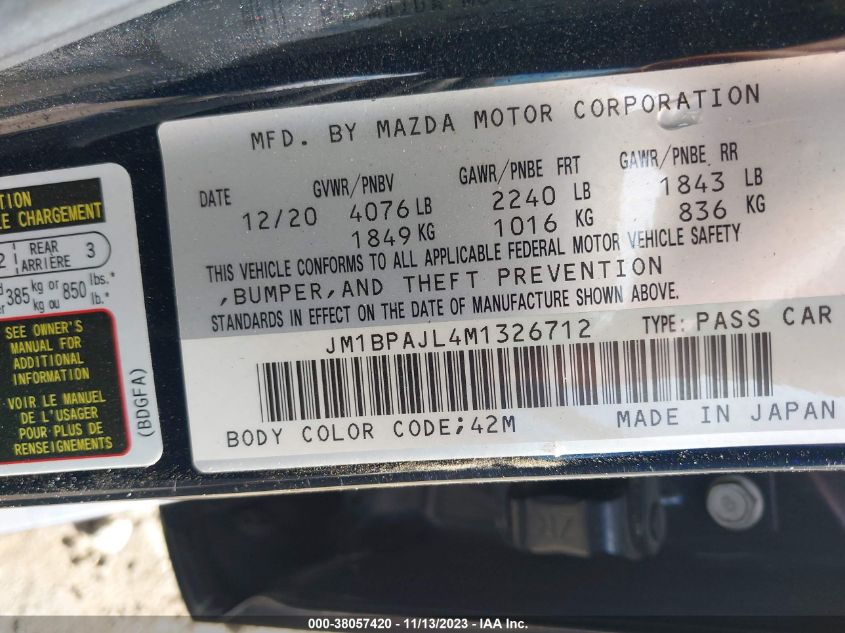 MFD. BY MAZDA MOTOR CORPORATION
DATE GVWR/PNBV GAWR/PNBE FRT GAWR/PNBE RR
12/20 4076 LB 2240 LB 1843 LB
1849 KG 1016 KG 836 KG
THIS VEHICLE CONFORMS TO ALL APPLICABLE FEDERAL MOTOR VEHICLE SAFETY
,BUMPER,AND THEFT PREVENTION
STANDARDS IN EFFECT ON THE DATE OF MANUFACTURE SHOWN ABOVE.
JM1BPAJL4M1326712 TYPE: PASS CAR
BODY COLOR CODE;42M MADE IN JAPAN
CHARGEMENT
2 REAR ARRIÈRE 3
385 kg or kg ou 850 lbs.* lb.*
SEE OWNER'S
MANUAL FOR
ADDITIONAL
INFORMATION
VOIR LE MANUEL
DE L'USAGER
POUR PLUS DE
RENSEIGNEMENTS
(BDGFA)
000-38057420 - 11/13/2023 - IAA Inc.